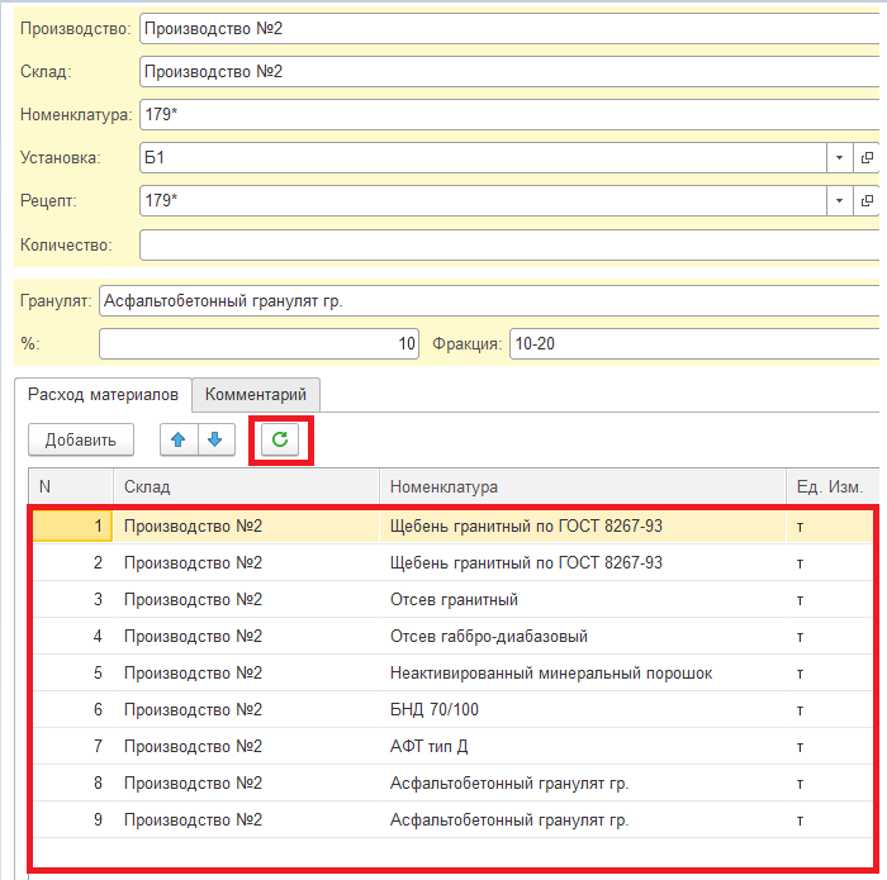 Производство: Производство №2
Склад: Производство №2
Номенклатура: 179*
Установка: Б1
Рецепт: 179*
Количество:
Гранулят: Асфальтобетонный гранулят гр.
%: 10 Фракция: 10-20
Расход материалов Комментарий
Добавить
N Склад Номенклатура Ед. Изм.
1 Производство №2 Щебень гранитный по ГОСТ 8267-93 т
2 Производство №2 Щебень гранитный по ГОСТ 8267-93 т
3 Производство №2 Отсев гранитный т
4 Производство №2 Отсев габбро-диабазовый т
5 Производство №2 Неактивированный минеральный порошок т
6 Производство №2 БНД 70/100 т
7 Производство №2 АФТ тип Д т
8 Производство №2 Асфальтобетонный гранулят гр. т
9 Производство №2 Асфальтобетонный гранулят гр. т